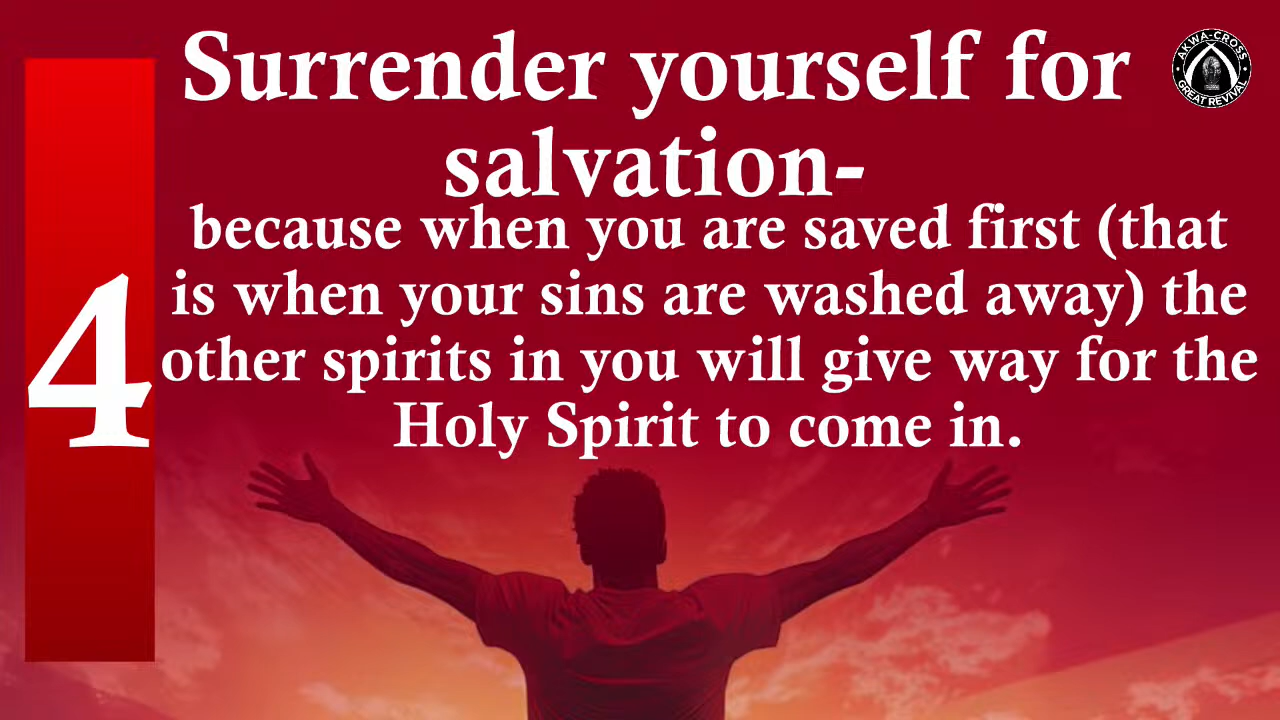 Surrender yourself for
salvation-
because when you are saved first (that
is when your sins are washed away) the
other spirits in you will give way for the
Holy Spirit to come in.
4
AKWA-CROSS
GREAT REVIVAL